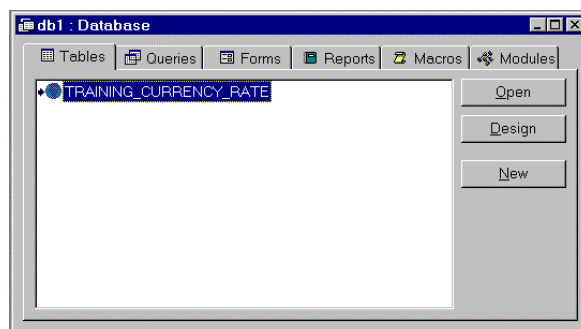 db1 : Database
Tables Queries Forms Reports Macros Modules
TRAINING_CURRENCY_RATE
Open
Design
New